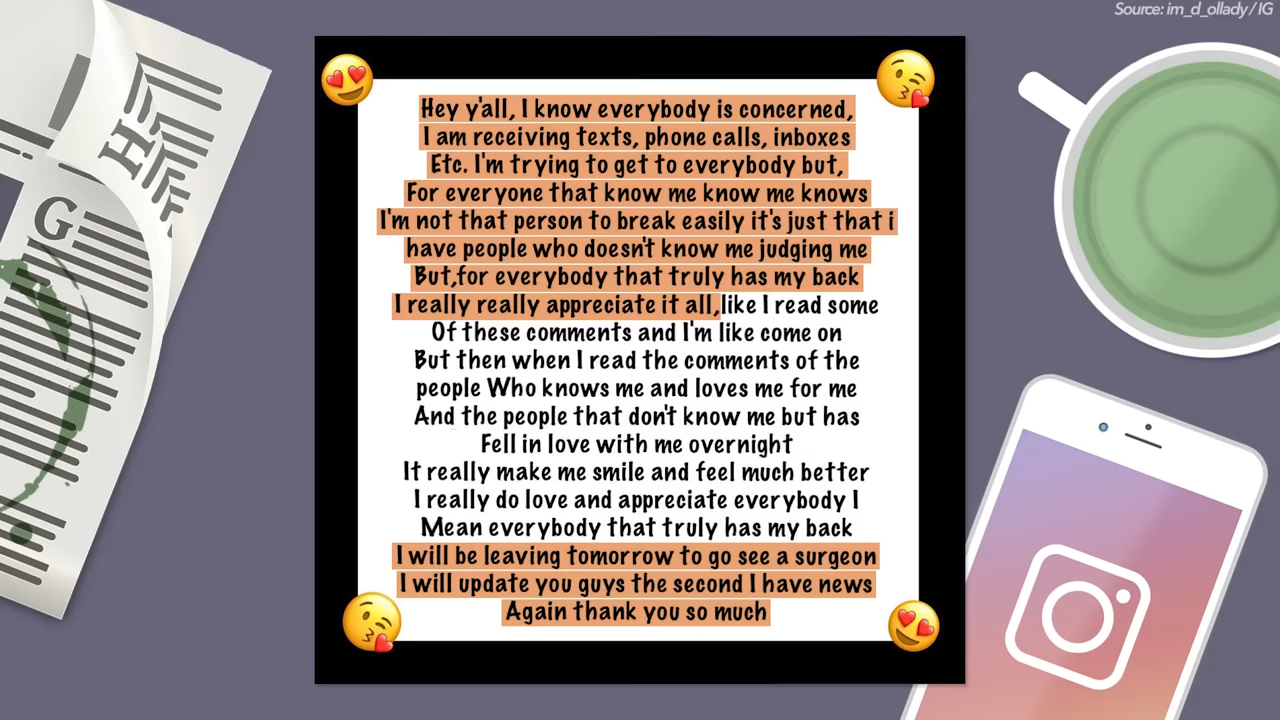 Source: im_d_ollady / IG
Hey y'all, I know everybody is concerned,
I am receiving texts, phone calls, inboxes
Etc. I'm trying to get to everybody but,
For everyone that know me know me knows
I'm not that person to break easily it's just that i
have people who doesn't know me judging me
But,for everybody that truly has my back
I really really appreciate it all,like I read some
Of these comments and I'm like come on
But then when I read the comments of the
people Who knows me and loves me for me
And the people that don't know me but has
Fell in love with me overnight
It really make me smile and feel much better
I really do love and appreciate everybody I
Mean everybody that truly has my back
I will be leaving tomorrow to go see a surgeon
I will update you guys the second I have news
Again thank you so much
H
G